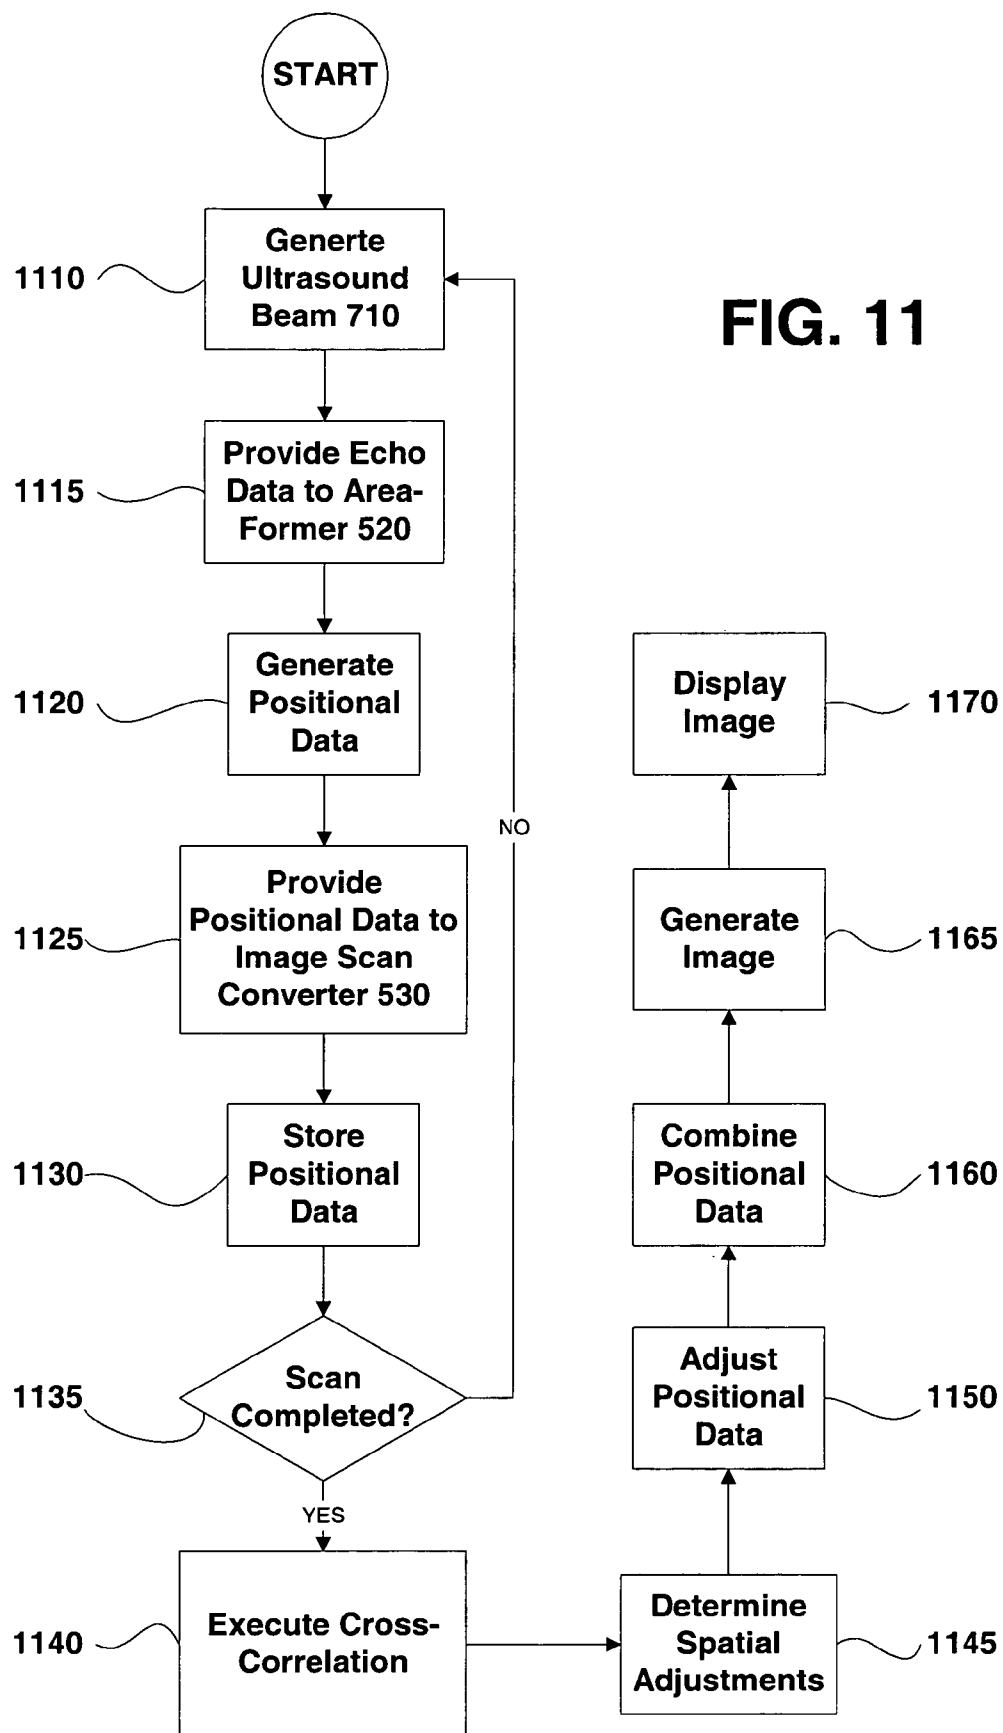 START
1110
Generte
Ultrasound
Beam 710
FIG. 11
1115
Provide Echo
Data to Area-
Former 520
1120
Generate
Positional
Data
1125
Provide
Positional Data to
Image Scan
Converter 530
1130
Store
Positional
Data
1135
Scan
Completed?
NO
YES
1140
Execute Cross-
Correlation
Determine
Spatial
Adjustments
1145
Adjust
Positional
Data
1150
Combine
Positional
Data
1160
Generate
Image
1165
Display
Image
1170